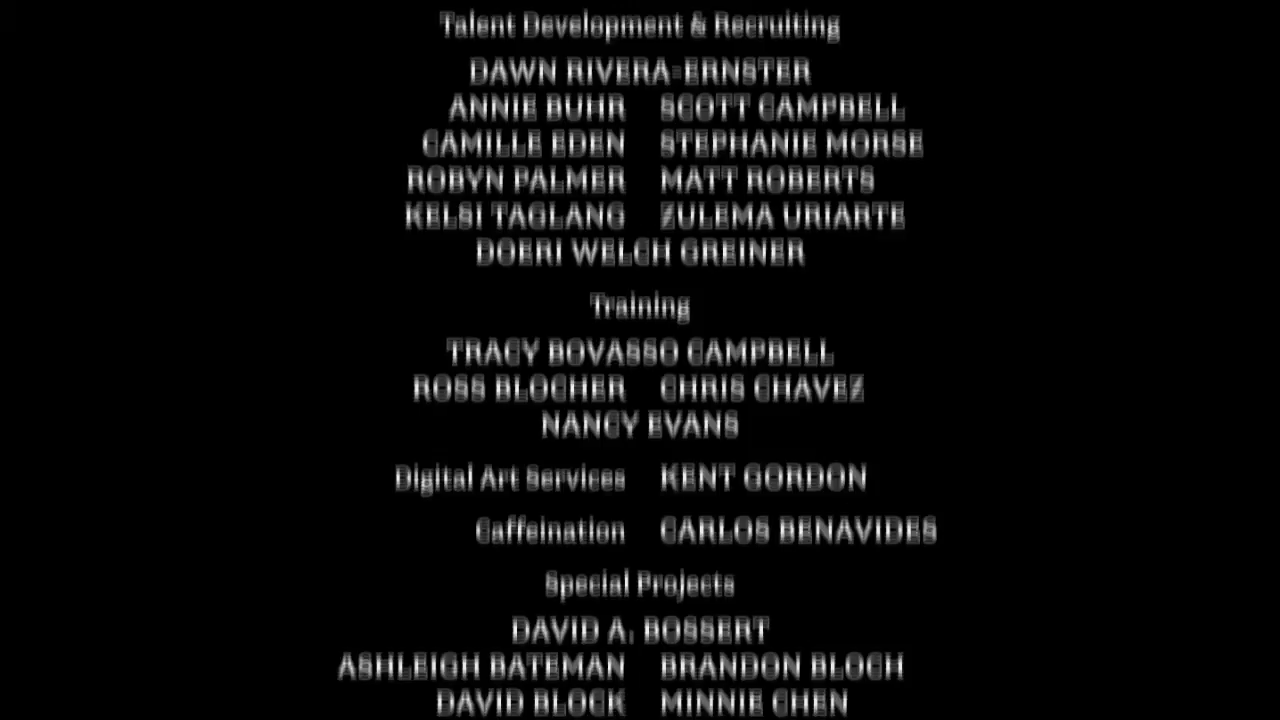 Talent Development & Recruiting
DAWN RIVERA-ERNSTER
ANNIE BUHR SCOTT CAMPBELL
CAMILLE EDEN STEPHANIE MORSE
ROBYN PALMER MATT ROBERTS
KELSI TAGLANG ZULEMA URIARTE
DOERI WELCH GREINER
Training
TRACY BOVASSO CAMPBELL
ROSS BLOCHER CHRIS CHAVEZ
NANCY EVANS
Digital Art Services KENT GORDON
Caffeination CARLOS BENAVIDES
Special Projects
DAVID A. BOSSERT
ASHLEIGH BATEMAN BRANDON BLOCH
DAVID BLOCK MINNIE CHEN